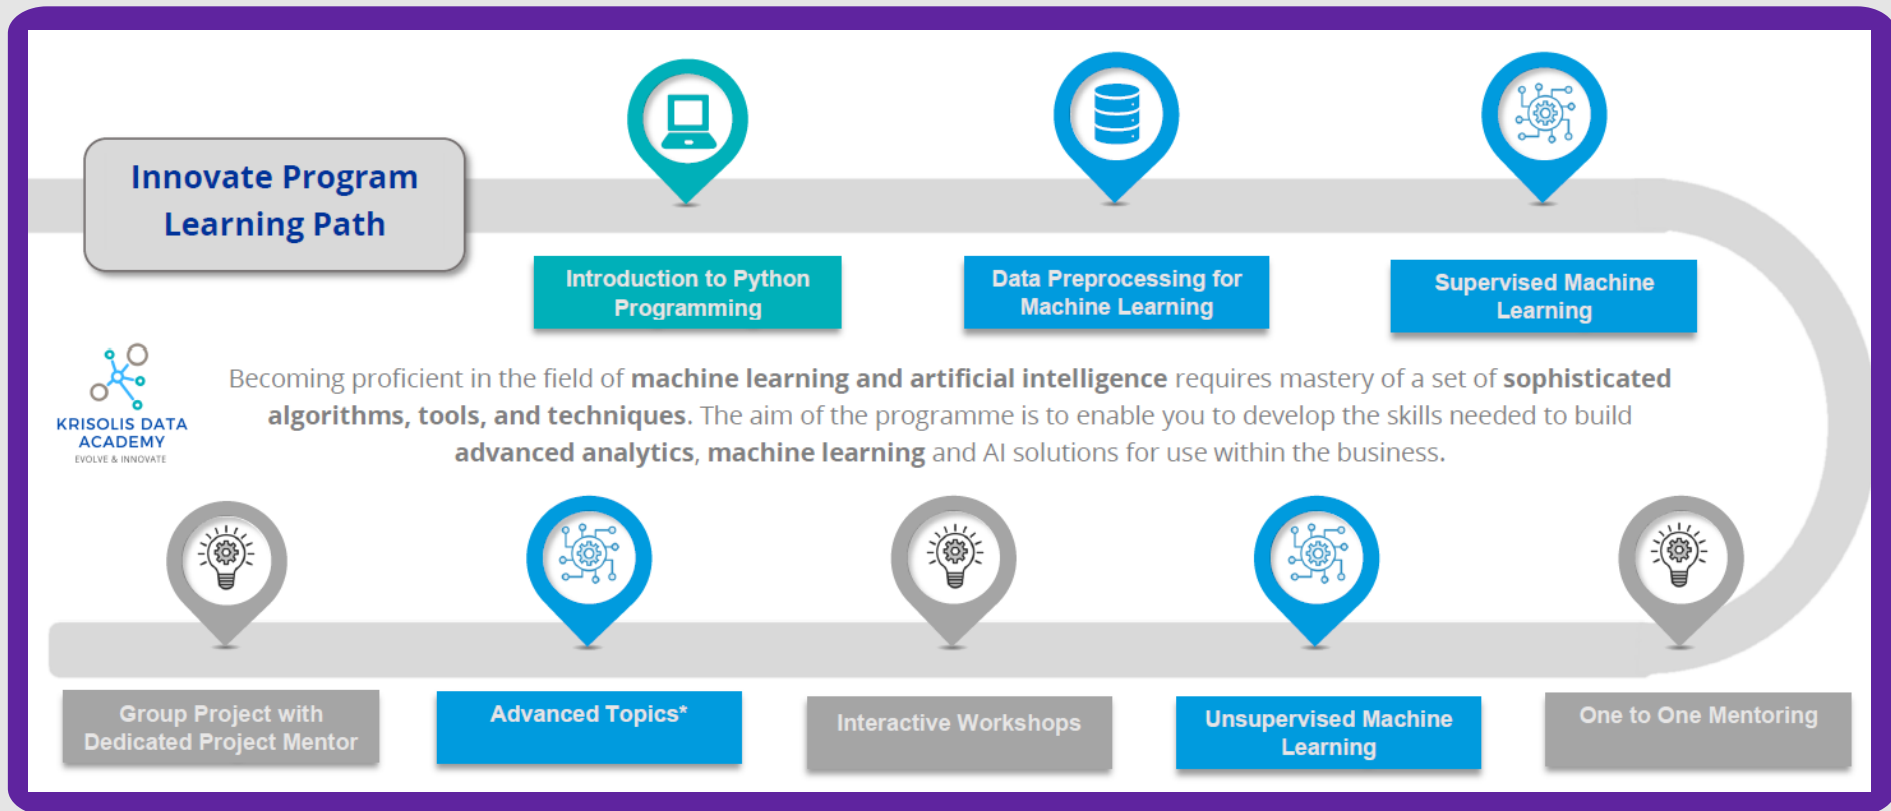 Innovate Program
Learning Path
Introduction to Python
Programming
Data Preprocessing for
Machine Learning
Supervised Machine
Learning
KRISOLIS DATA
ACADEMY
EVOLVE & INNOVATE
Becoming proficient in the field of machine learning and artificial intelligence requires mastery of a set of sophisticated
algorithms, tools, and techniques. The aim of the programme is to enable you to develop the skills needed to build
advanced analytics, machine learning and AI solutions for use within the business.
Group Project with
Dedicated Project Mentor
Advanced Topics*
Interactive Workshops
Unsupervised Machine
Learning
One to One Mentoring